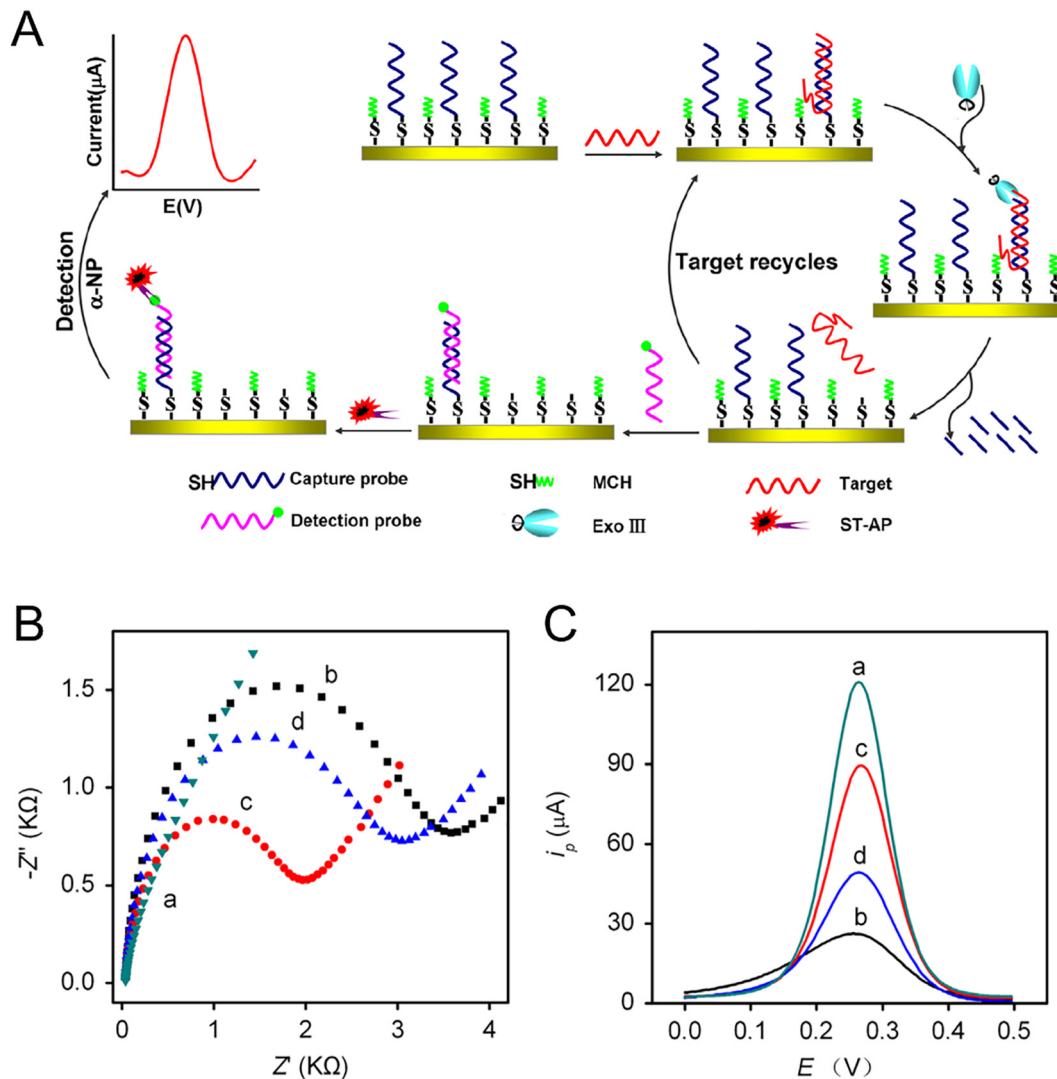 A
Current(μA)
E(V)
Detection
α-NP
Target recycles
S S S S S S S
S S S S S S S
S S S S S S S
S S S S S S S
S S S S S S S
S S S S S S S
SH Capture probe
SH MCH
Target
Detection probe
Exo III
ST-AP
B
-Z" (KΩ)
1.5
1.0
0.5
0.0
a
b
c
d
0 1 2 3 4
Z' (KΩ)
C
i_p (μA)
120
90
60
30
0
a
c
d
b
0.0 0.1 0.2 0.3 0.4 0.5
E (V)